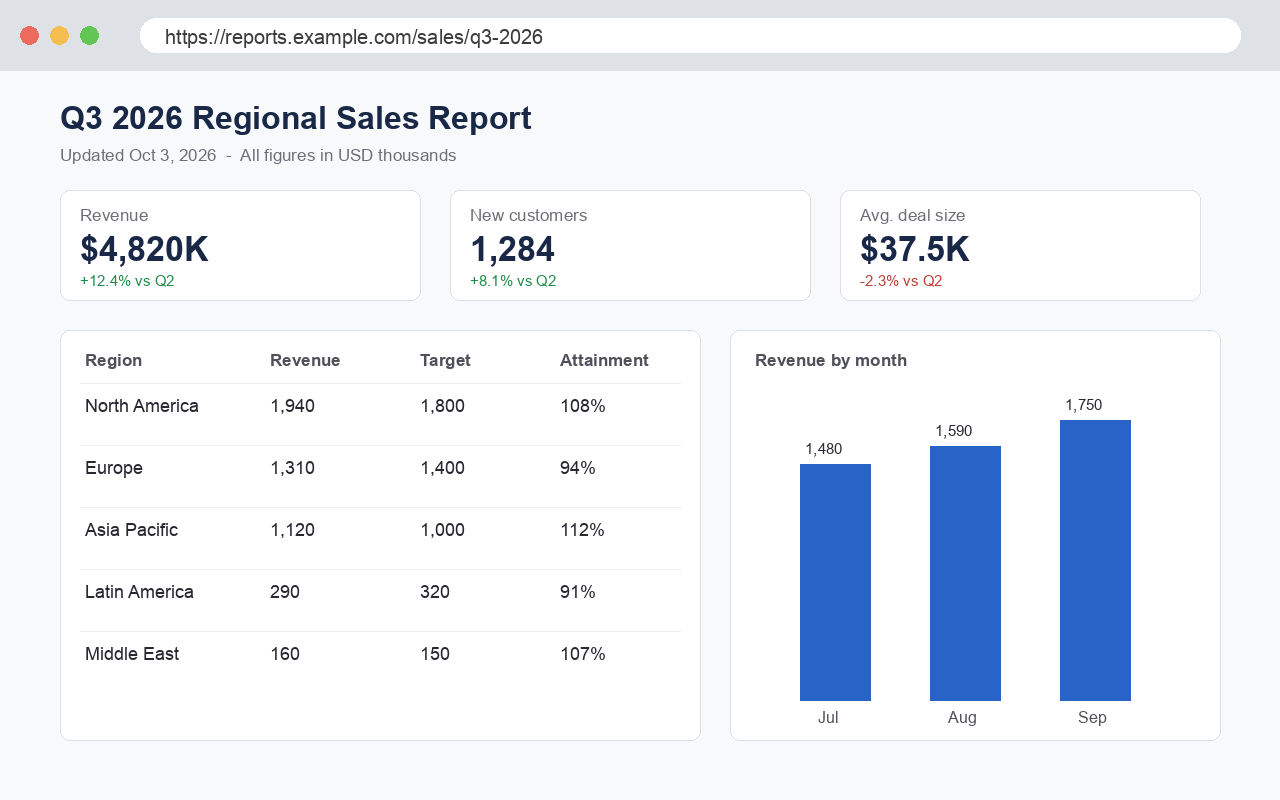 https://reports.example.com/sales/q3-2026
Q3 2026 Regional Sales Report
Updated Oct 3, 2026  -  All figures in USD thousands
Revenue
$4,820K
+12.4% vs Q2
New customers
1,284
+8.1% vs Q2
Avg. deal size
$37.5K
-2.3% vs Q2
Region Revenue Target Attainment
North America 1,940 1,800 108%
Europe 1,310 1,400 94%
Asia Pacific 1,120 1,000 112%
Latin America 290 320 91%
Middle East 160 150 107%
Revenue by month
1,480 1,590 1,750
Jul Aug Sep